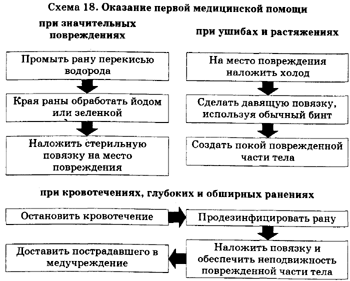 Схема 18. Оказание первой медицинской помощи
при значительных
повреждениях
Промыть рану перекисью
водорода
Края раны обработать йодом
или зеленкой
Наложить стерильную
повязку на место
повреждения
при ушибах и растяжениях
На место повреждения
наложить холод
Сделать давящую повязку,
используя обычный бинт
Создать покой поврежденной
части тела
при кровотечениях, глубоких и обширных ранениях
Остановить кровотечение
Продезинфицировать рану
Наложить повязку и
обеспечить неподвижность
поврежденной части тела
Доставить пострадавшего в
медучреждение